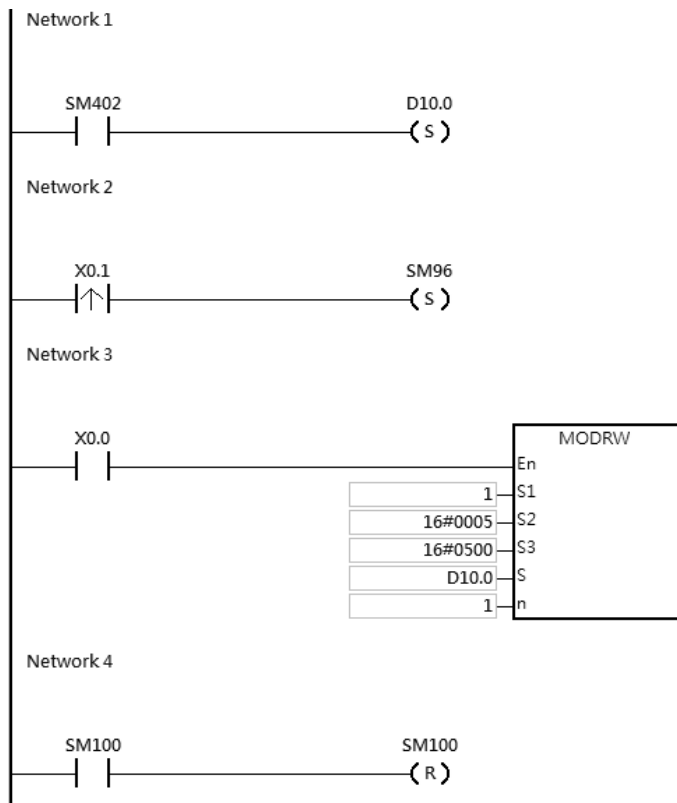 Network 1
SM402 D10.0
S
Network 2
X0.1 SM96
S
Network 3
X0.0 MODRW
En
1 S1
16#0005 S2
16#0500 S3
D10.0 S
1 n
Network 4
SM100 SM100
R